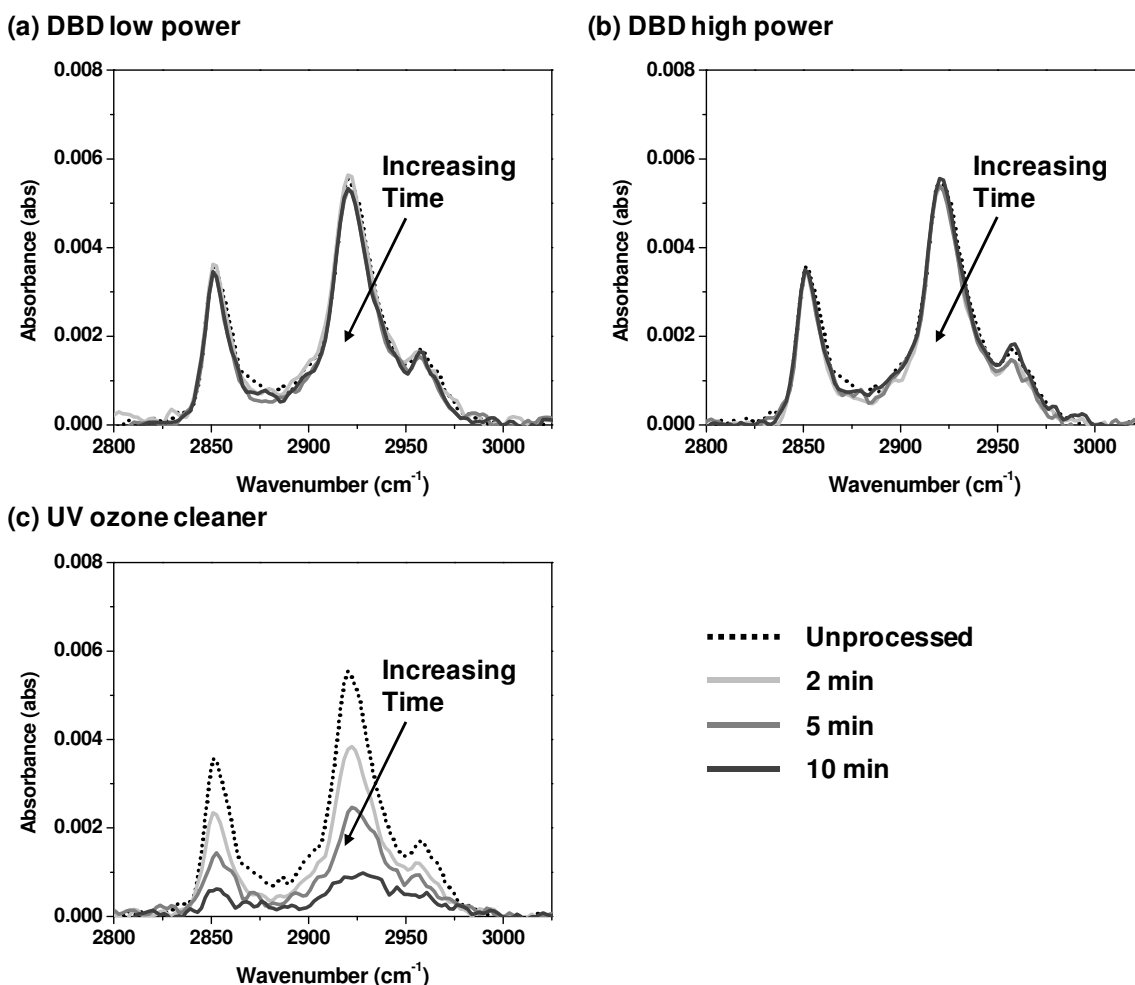 (a) DBD low power
0.008
0.006
0.004
0.002
0.000
Absorbance (abs)
Increasing
Time
2800 2850 2900 2950 3000
Wavenumber (cm⁻¹)
(b) DBD high power
0.008
0.006
0.004
0.002
0.000
Absorbance (abs)
Increasing
Time
2800 2850 2900 2950 3000
Wavenumber (cm⁻¹)
(c) UV ozone cleaner
0.008
0.006
0.004
0.002
0.000
Absorbance (abs)
Increasing
Time
2800 2850 2900 2950 3000
Wavenumber (cm⁻¹)
Unprocessed
2 min
5 min
10 min